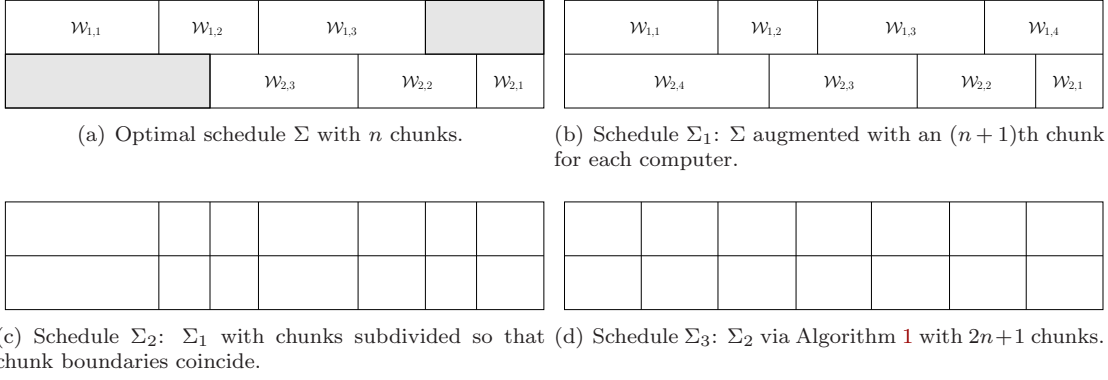 𝒲1,1 𝒲1,2 𝒲1,3
𝒲2,3 𝒲2,2 𝒲2,1
(a) Optimal schedule Σ with n chunks.
𝒲1,1 𝒲1,2 𝒲1,3 𝒲1,4
𝒲2,4 𝒲2,3 𝒲2,2 𝒲2,1
(b) Schedule Σ1: Σ augmented with an (n + 1)th chunk
for each computer.
(c) Schedule Σ2: Σ1 with chunks subdivided so that
chunk boundaries coincide.
(d) Schedule Σ3: Σ2 via Algorithm 1 with 2n+1 chunks.